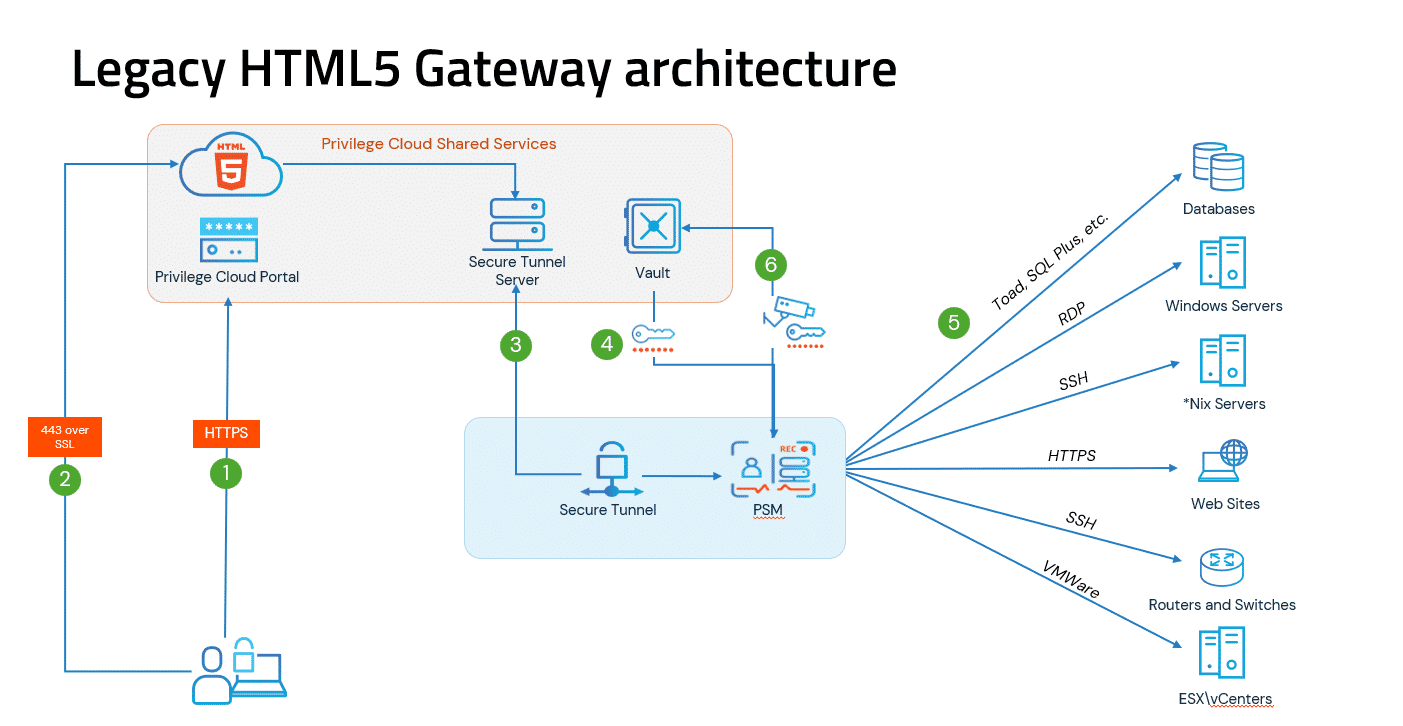 Legacy HTML5 Gateway architecture
Privilege Cloud Shared Services
HTML
5
*****
Privilege Cloud Portal
Secure Tunnel
Server
Vault
6
3
4
5
443 over
SSL
2
HTTPS
1
Secure Tunnel
REC
PSM
Toad, SQL Plus, etc.
RDP
SSH
HTTPS
SSH
VMWare
Databases
Windows Servers
*Nix Servers
Web Sites
Routers and Switches
ESX\vCenters